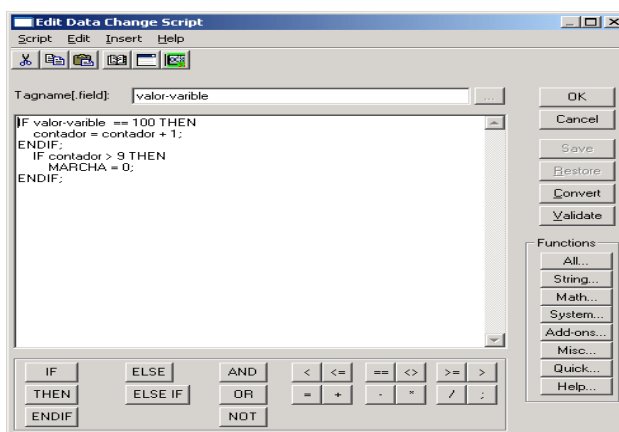 Edit Data Change Script
Script Edit Insert Help
Tagname[.field]: valor-varible ...
OK
Cancel
Save
Restore
Convert
Validate
IF valor-varible == 100 THEN
contador = contador + 1;
ENDIF;
IF contador > 9 THEN
MARCHA = 0;
ENDIF;
Functions
All...
String...
Math...
System...
Add-ons...
Misc...
Quick...
Help...
IF ELSE AND < <= == <> >= >
THEN ELSE IF OR = + - * / ;
ENDIF NOT